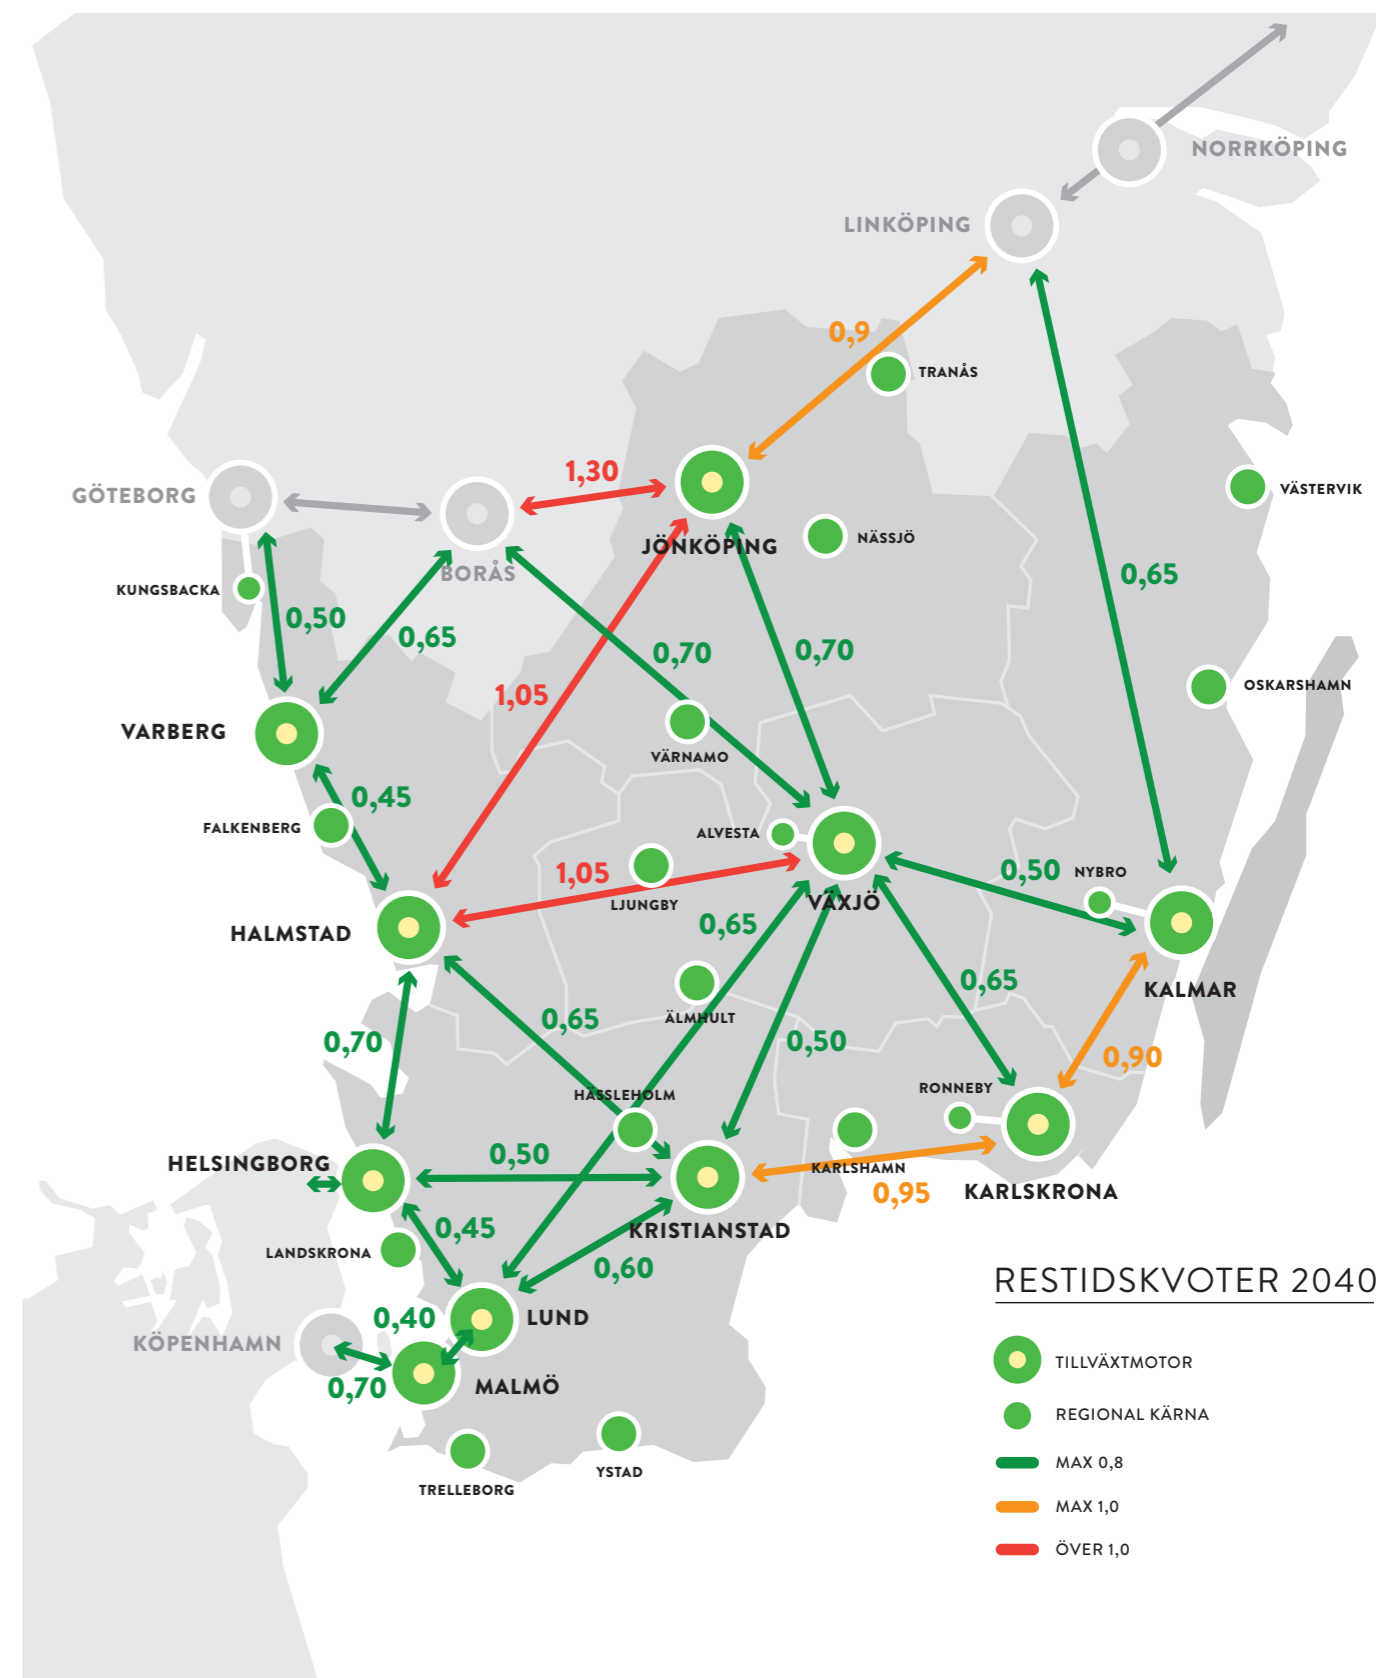 NORRKÖPING
LINKÖPING
0,9
TRANÅS
1,30
GÖTEBORG
VÄSTERVIK
JÖNKÖPING
NÄSSJÖ
BORÅS
0,65
KUNGSBACKA
0,50
0,65
0,70
0,70
1,05
OSKARSHAMN
VARBERG
VÄRNAMO
0,45
FALKENBERG
ALVESTA
1,05
0,50
NYBRO
LJUNGBY
VÄXJÖ
0,65
HALMSTAD
0,65
KALMAR
ÄLMHULT
0,65
0,70
0,50
0,90
RONNEBY
HÄSSLEHOLM
0,50
HELSINGBORG
KARLSHAMN
0,95
KARLSKRONA
0,45
KRISTIANSTAD
LANDSKRONA
0,60
RESTIDSKVOTER 2040
0,40
LUND
KÖPENHAMN
TILLVÄXTMOTOR
0,70
MALMÖ
REGIONAL KÄRNA
MAX 0,8
YSTAD
TRELLEBORG
MAX 1,0
ÖVER 1,0